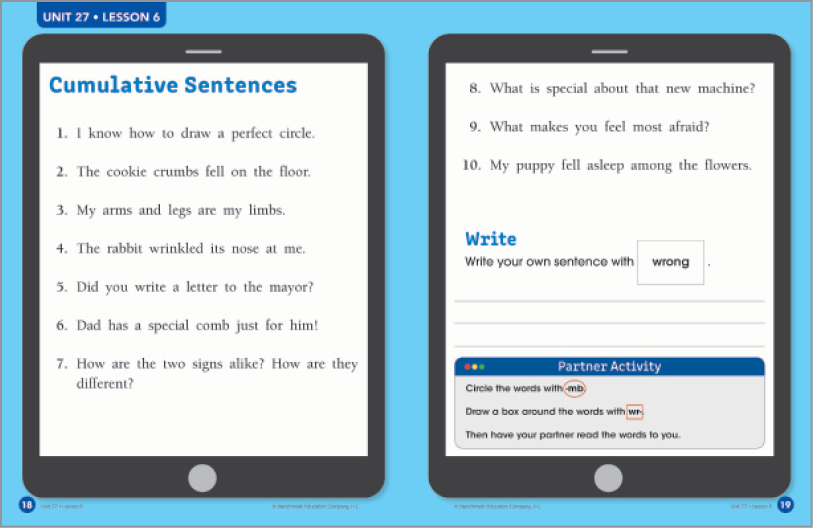 UNIT 27 • LESSON 6
Cumulative Sentences
1. I know how to draw a perfect circle.
2. The cookie crumbs fell on the floor.
3. My arms and legs are my limbs.
4. The rabbit wrinkled its nose at me.
5. Did you write a letter to the mayor?
6. Dad has a special comb just for him!
7. How are the two signs alike? How are they
different?
18
Unit 27 • Lesson 6
© Benchmark Education Company, LLC
8. What is special about that new machine?
9. What makes you feel most afraid?
10. My puppy fell asleep among the flowers.
Write
Write your own sentence with wrong .
Partner Activity
Circle the words with -mb.
Draw a box around the words with wr-.
Then have your partner read the words to you.
© Benchmark Education Company, LLC
Unit 27 • Lesson 6
19